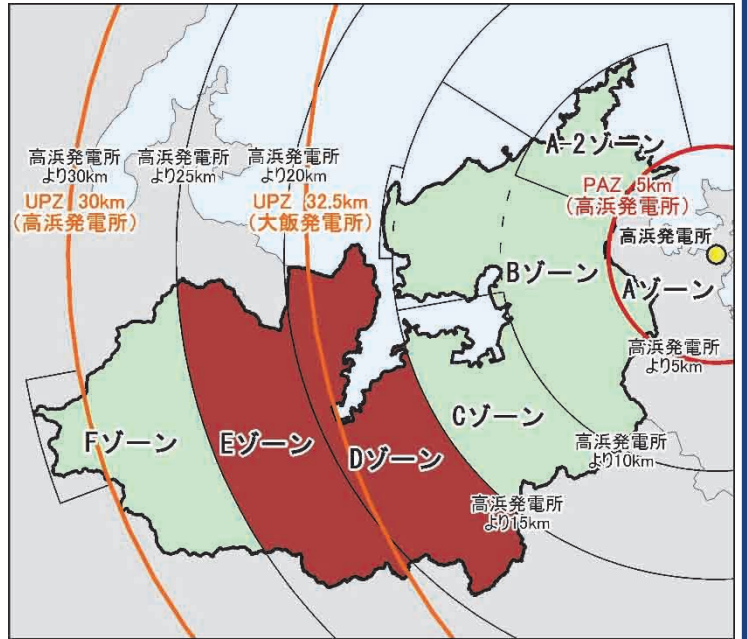 A-2ゾーン
高浜発電所
より30km
高浜発電所
より25km
高浜発電所
より20km
UPZ 30km
(高浜発電所)
UPZ 32.5km
(大飯発電所)
PAZ 5km
(高浜発電所)
高浜発電所
Bゾーン
Aゾーン
高浜発電所
より5km
Cゾーン
Fゾーン
Eゾーン
Dゾーン
高浜発電所
より10km
高浜発電所
より15km